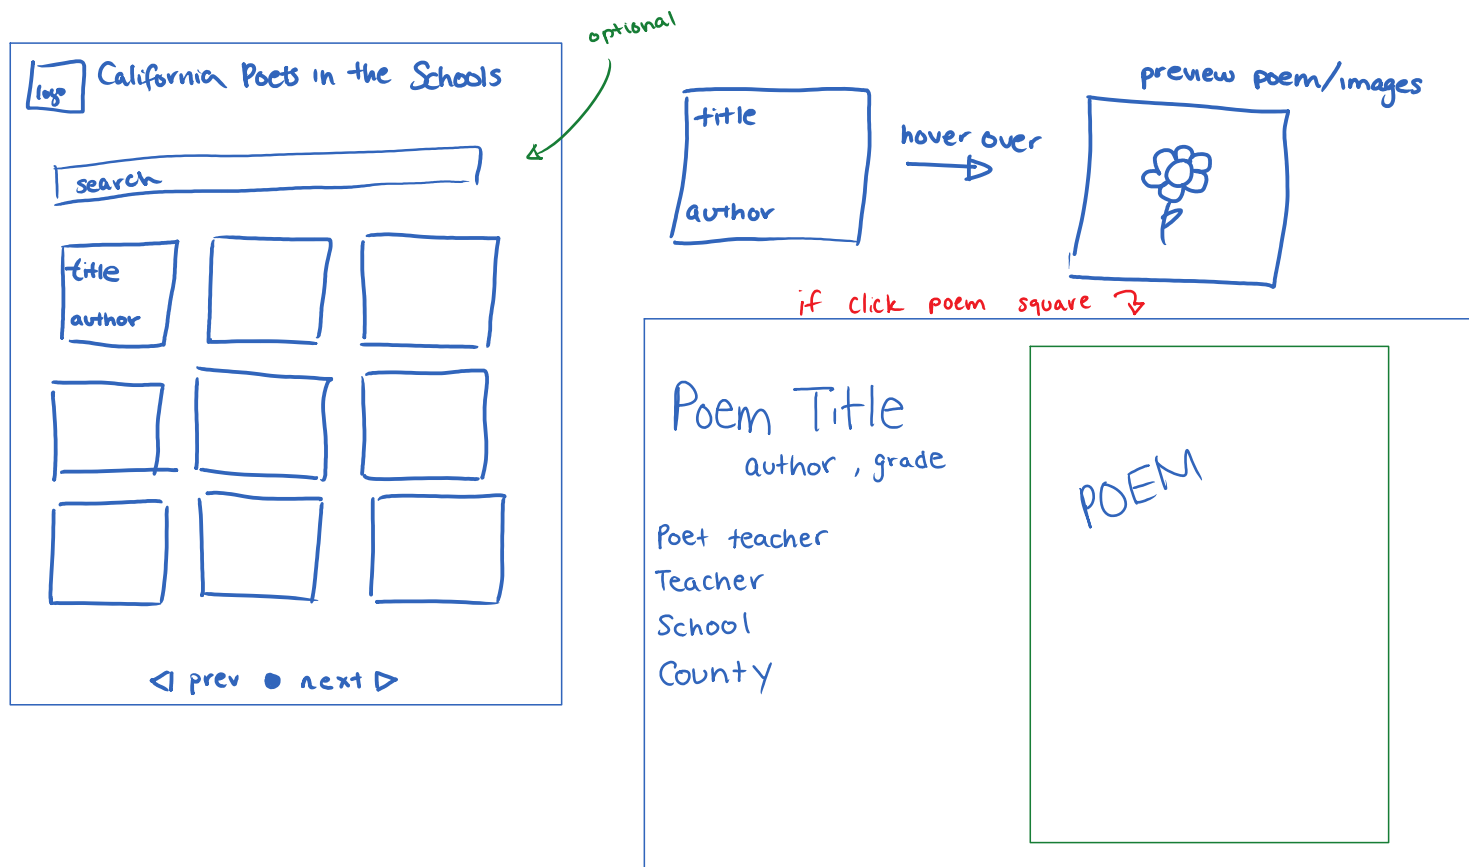 optional
logo
California Poets in the Schools
search
title
author
prev
next
title
author
hover over
preview poem/images
if click poem square
Poem Title
author, grade
Poet teacher
Teacher
School
County
POEM